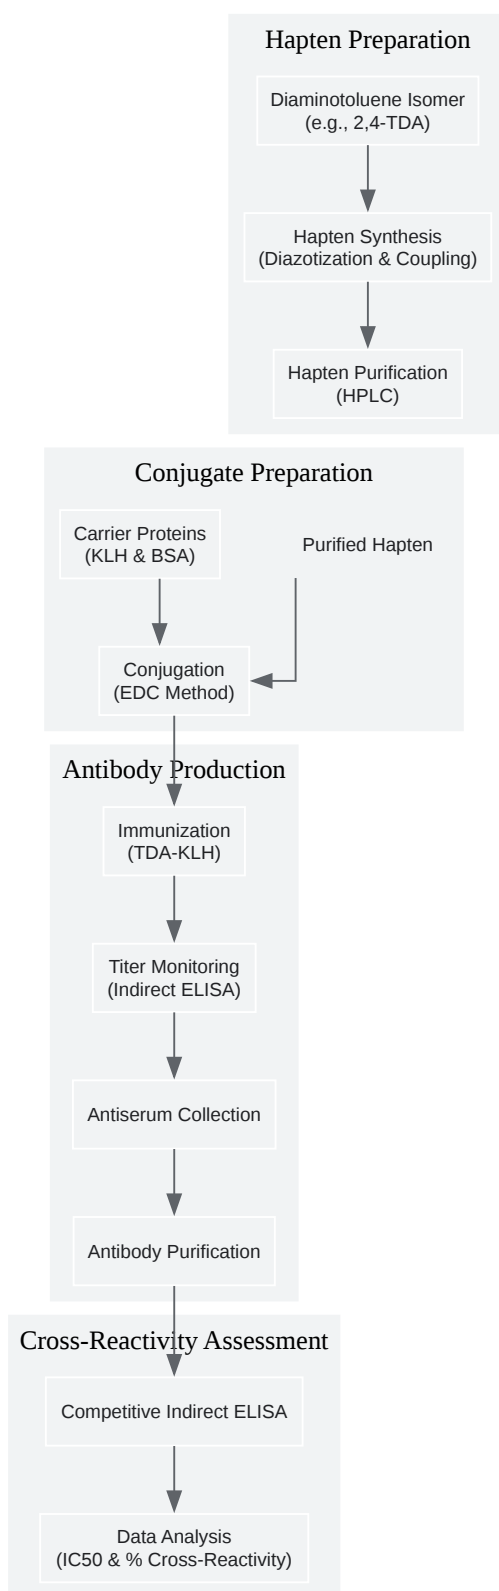 Hapten Preparation
Diaminotoluene Isomer
(e.g., 2,4-TDA)
Hapten Synthesis
(Diazotization & Coupling)
Hapten Purification
(HPLC)
Conjugate Preparation
Carrier Proteins
(KLH & BSA)
Purified Hapten
Conjugation
(EDC Method)
Antibody Production
Immunization
(TDA-KLH)
Titer Monitoring
(Indirect ELISA)
Antiserum Collection
Antibody Purification
Cross-Reactivity Assessment
Competitive Indirect ELISA
Data Analysis
(IC50 & % Cross-Reactivity)